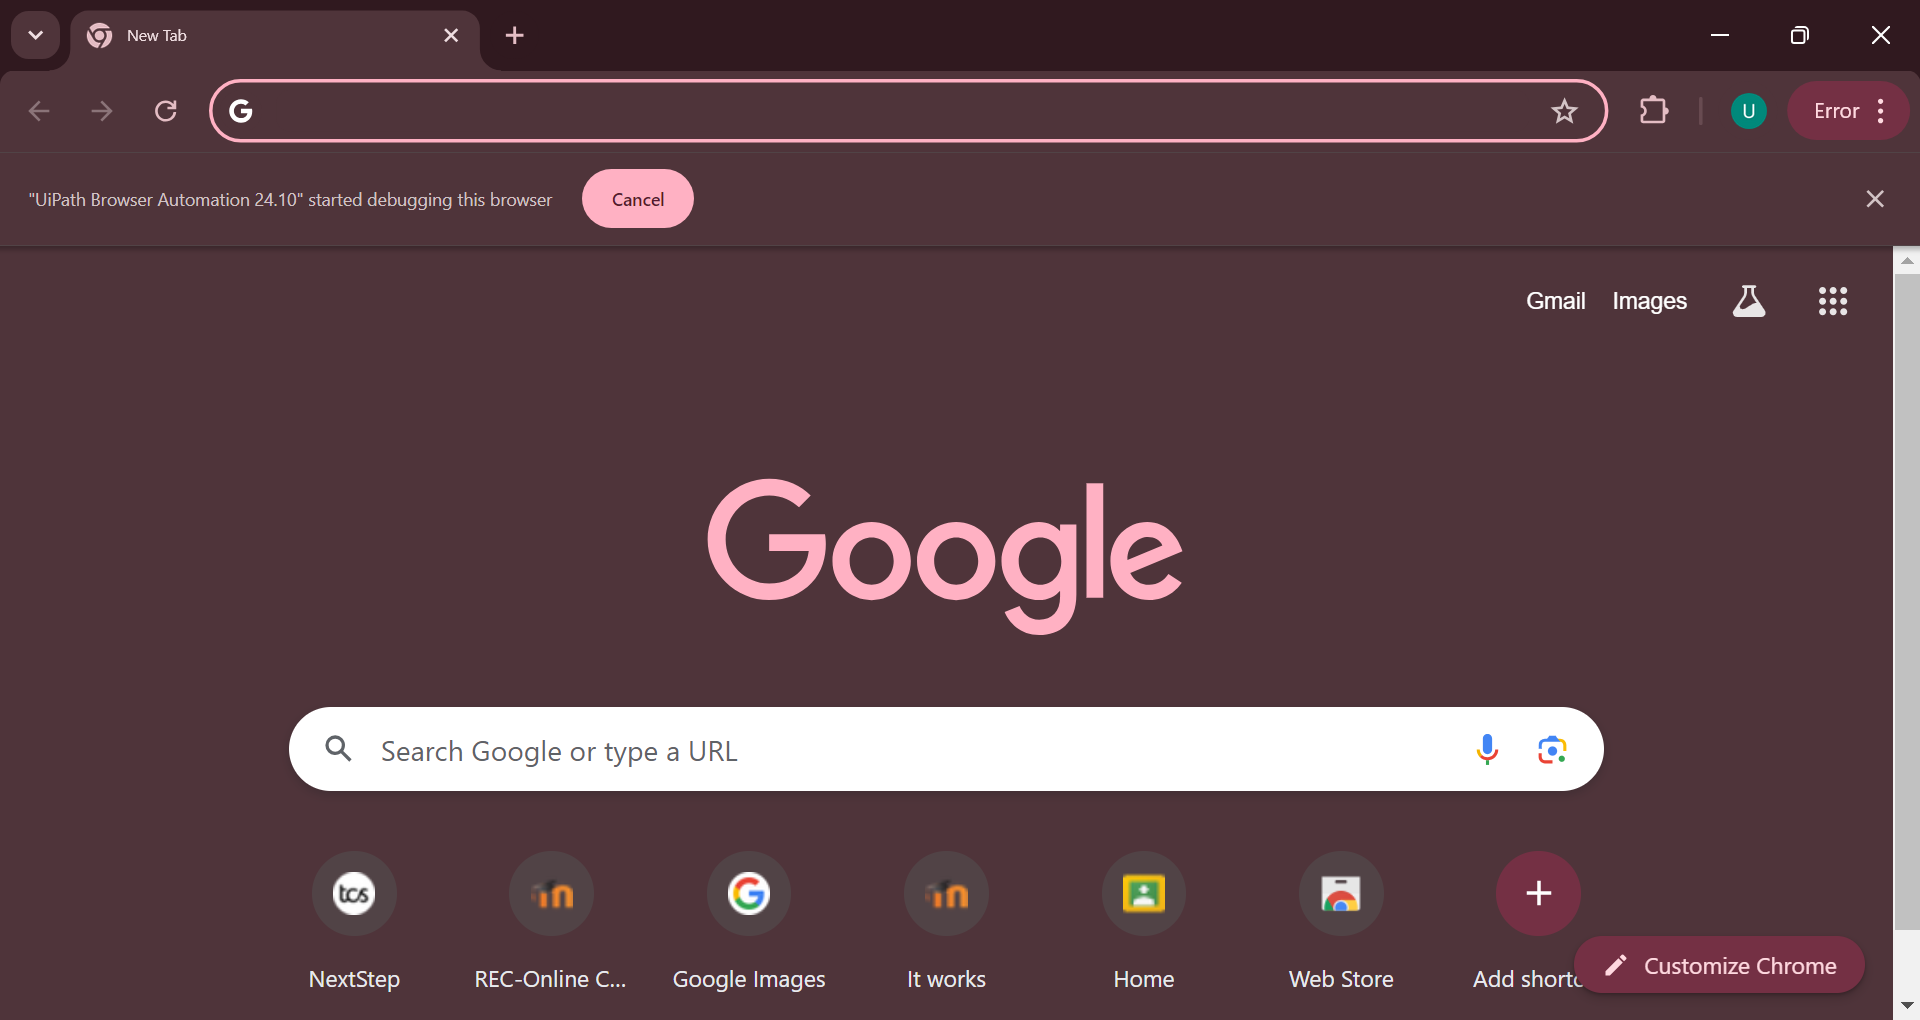 New Tab
U
Error
"UiPath Browser Automation 24.10" started debugging this browser
Cancel
Gmail Images
Google
Search Google or type a URL
tcs
NextStep
REC-Online C...
Google Images
It works
Home
Web Store
Add shortc
Customize Chrome